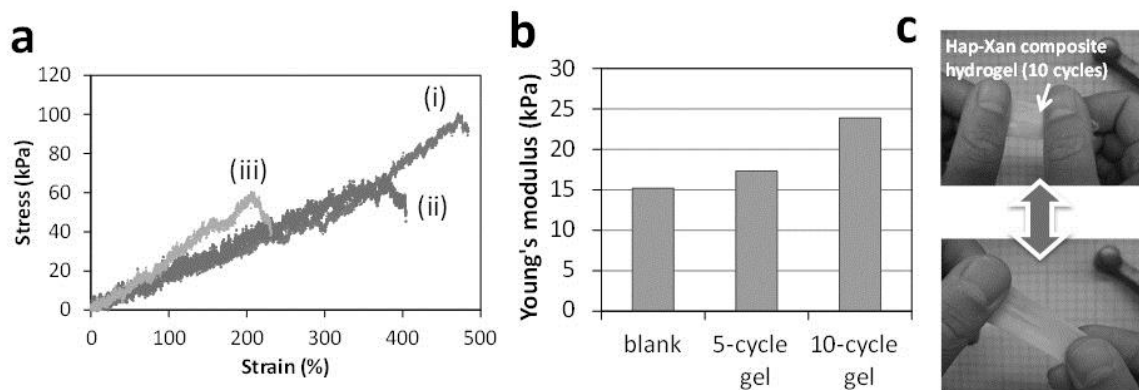 a
Stress (kPa)
120
100
80
60
40
20
0
0 100 200 300 400 500
Strain (%)
(i)
(ii)
(iii)
b
Young's modulus (kPa)
30
25
20
15
10
5
0
blank 5-cycle 10-cycle
gel gel
c
Hap-Xan composite
hydrogel (10 cycles)